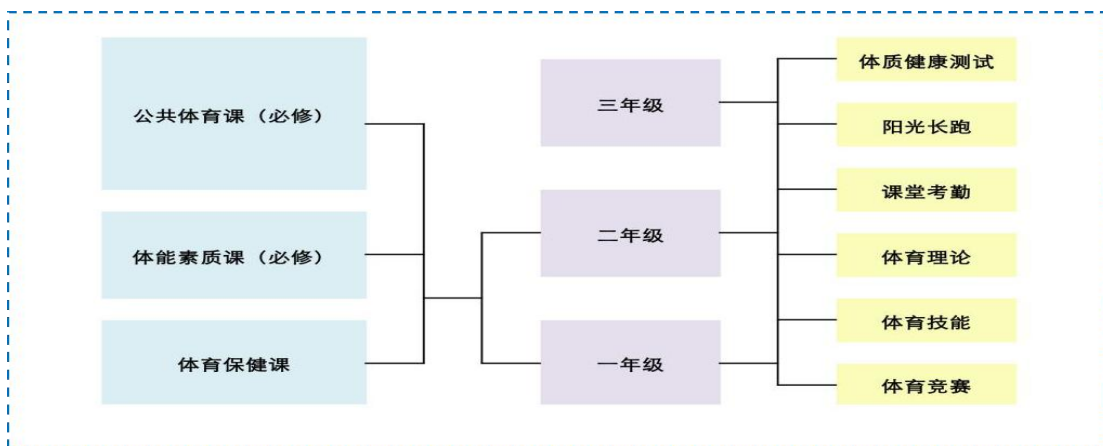 公共体育课（必修）
体能素质课（必修）
体育保健课
三年级
二年级
一年级
体质健康测试
阳光长跑
课堂考勤
体育理论
体育技能
体育竞赛